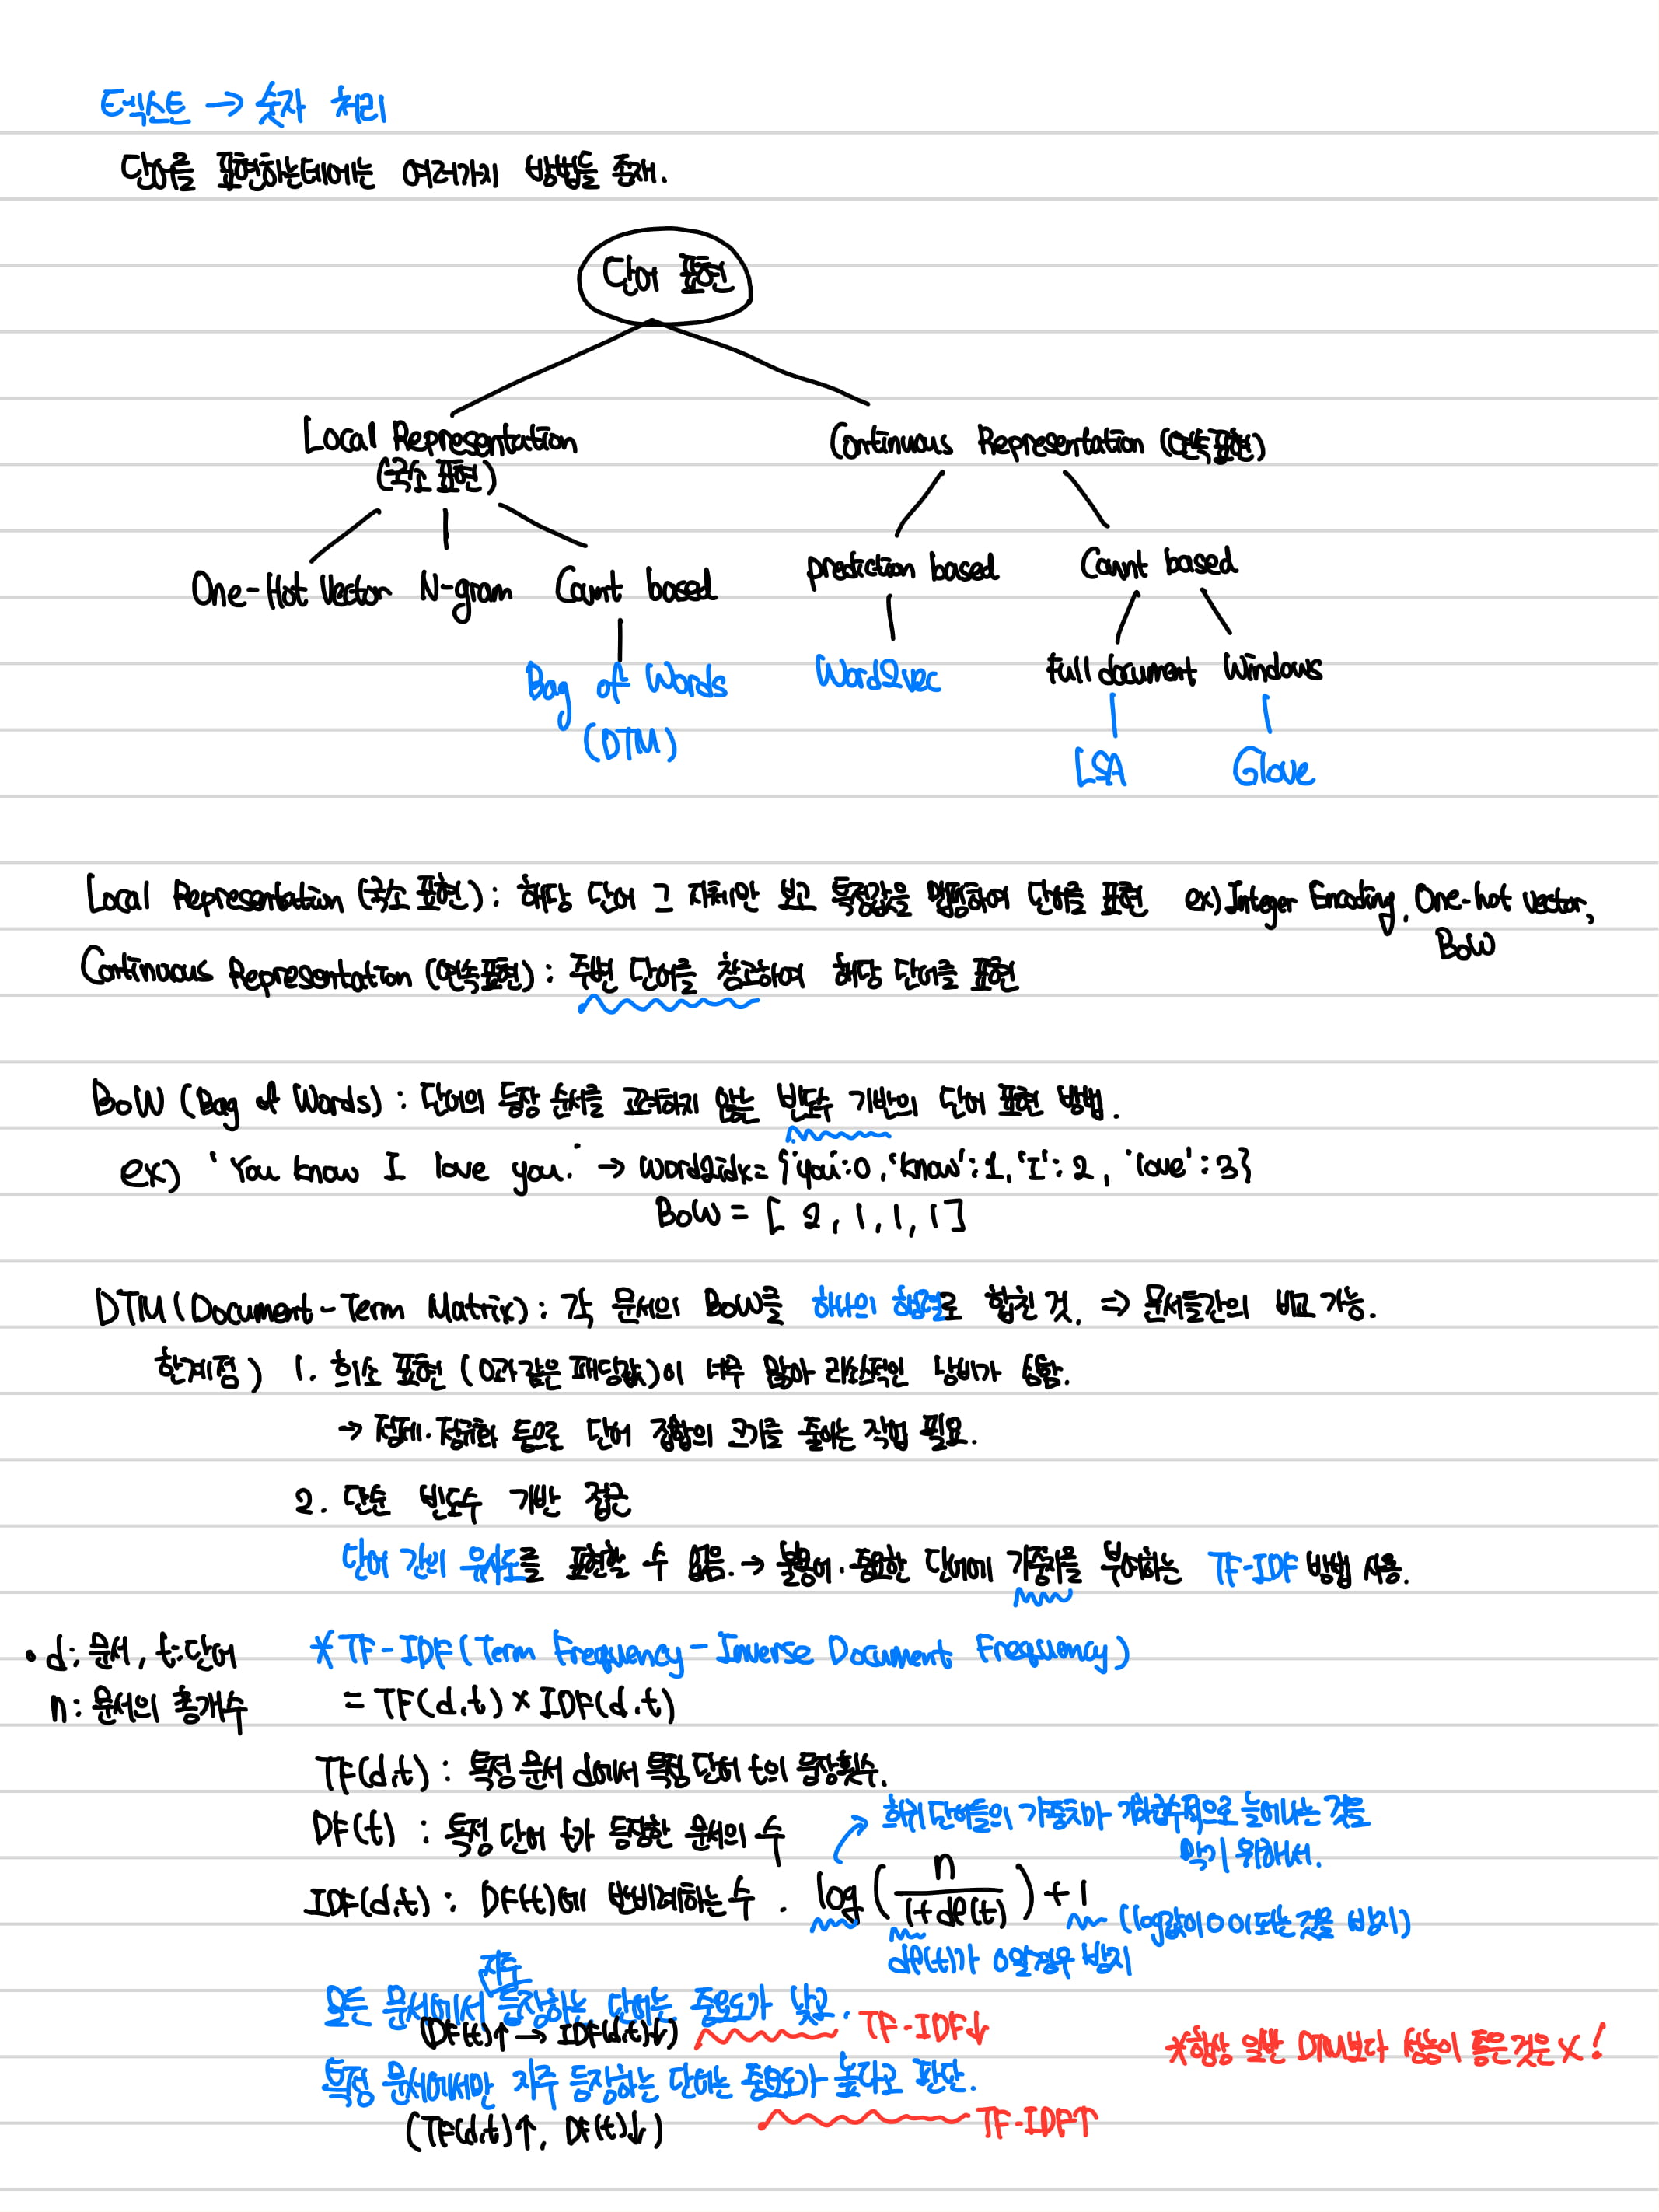 텍스트 → 숫자 처리
단어를 표현하는데에는 여러가지 방법들 존재.
단어 표현
Local Representation
(국소 표현)
Continuous Representation (연속표현)
One-Hot Vector N-gram Count based
prediction based Count based
Bag of Words
(DTM)
Word2vec
Full document Windows
LSA Glove
Local Representation (국소 표현) : 해당 단어 그 자체만 보고 특정값을 맵핑하여 단어를 표현 ex) Integer Encoding, One-hot vector,
BoW
Continuous Representation (연속표현) : 주변 단어를 참고하여 해당 단어를 표현
BoW (Bag of Words) : 단어의 등장 순서를 고려하지 않는 빈도수 기반의 단어 표현 방법.
ex) 'You know I love you.' → word2idx = {'you':0, 'know':1, 'I':2, 'love':3}
BoW = [2, 1, 1, 1]
DTM (Document-Term Matrix) : 각 문서의 BoW를 하나의 행렬로 합친 것. ⇒ 문서들간의 비교 가능.
한계점) 1. 희소 표현 (0과 같은 패딩값)이 너무 많아 리소스적인 낭비가 심함.
→ 정제·정규화 등으로 단어 집합의 크기를 줄이는 작업 필요.
2. 단순 빈도수 기반 접근
단어 간의 유사도를 표현할 수 없음. → 불용어·중요한 단어에 가중치를 부여하는 TF-IDF 방법 사용.
• d: 문서, t: 단어
n: 문서의 총개수
*TF-IDF (Term Frequency-Inverse Document Frequency)
= TF(d,t) × IDF(d,t)
TF(d,t) : 특정 문서 d에서 특정 단어 t의 등장횟수.
DF(t) : 특정 단어 t가 등장한 문서의 수
희귀 단어들의 가중치가 기하급수적으로 늘어나는 것을
막기 위해서.
IDF(d,t) : DF(t)에 반비례하는 수. log(n/(1+df(t)))+1
(log값이 0이 되는 것을 방지)
df(t)가 0일경우 방지
자주
모든 문서에서 등장하는 단어는 중요도가 낮고, TF-IDF↓
(DF(t)↑ → IDF(d,t)↓)
*항상 일반 DTM보다 성능이 좋은 것은 X!
특정 문서에서만 자주 등장하는 단어는 중요도가 높다고 판단.
(TF(d,t)↑, DF(t)↓) TF-IDF↑